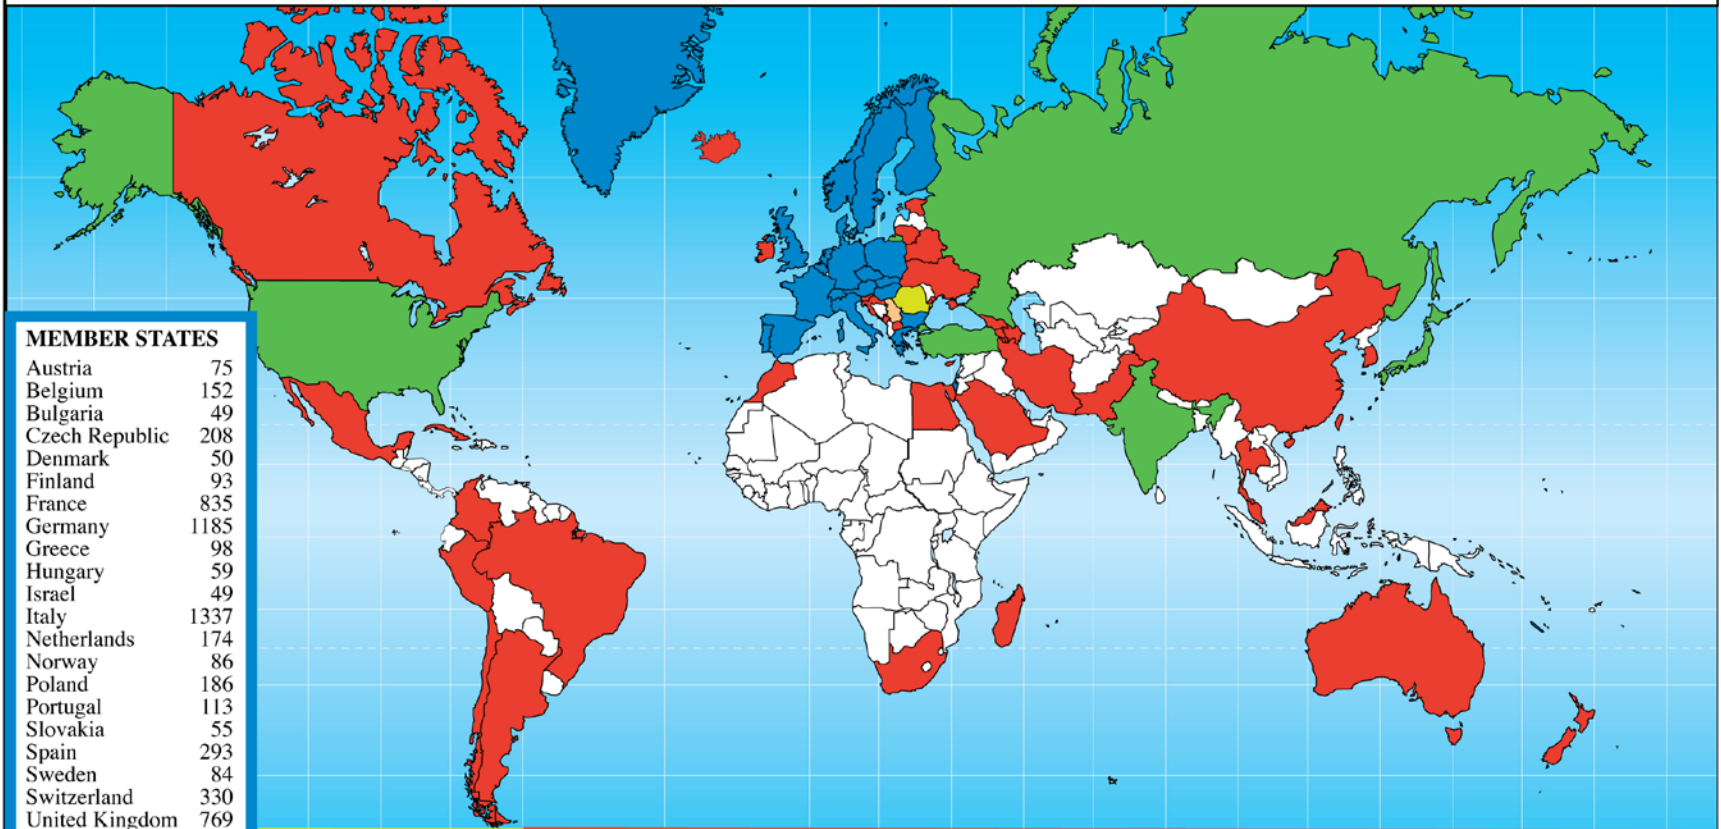 MEMBER STATES
Austria 75
Belgium 152
Bulgaria 49
Czech Republic 208
Denmark 50
Finland 93
France 835
Germany 1185
Greece 98
Hungary 59
Israel 49
Italy 1337
Netherlands 174
Norway 86
Poland 186
Portugal 113
Slovakia 55
Spain 293
Sweden 84
Switzerland 330
United Kingdom 769